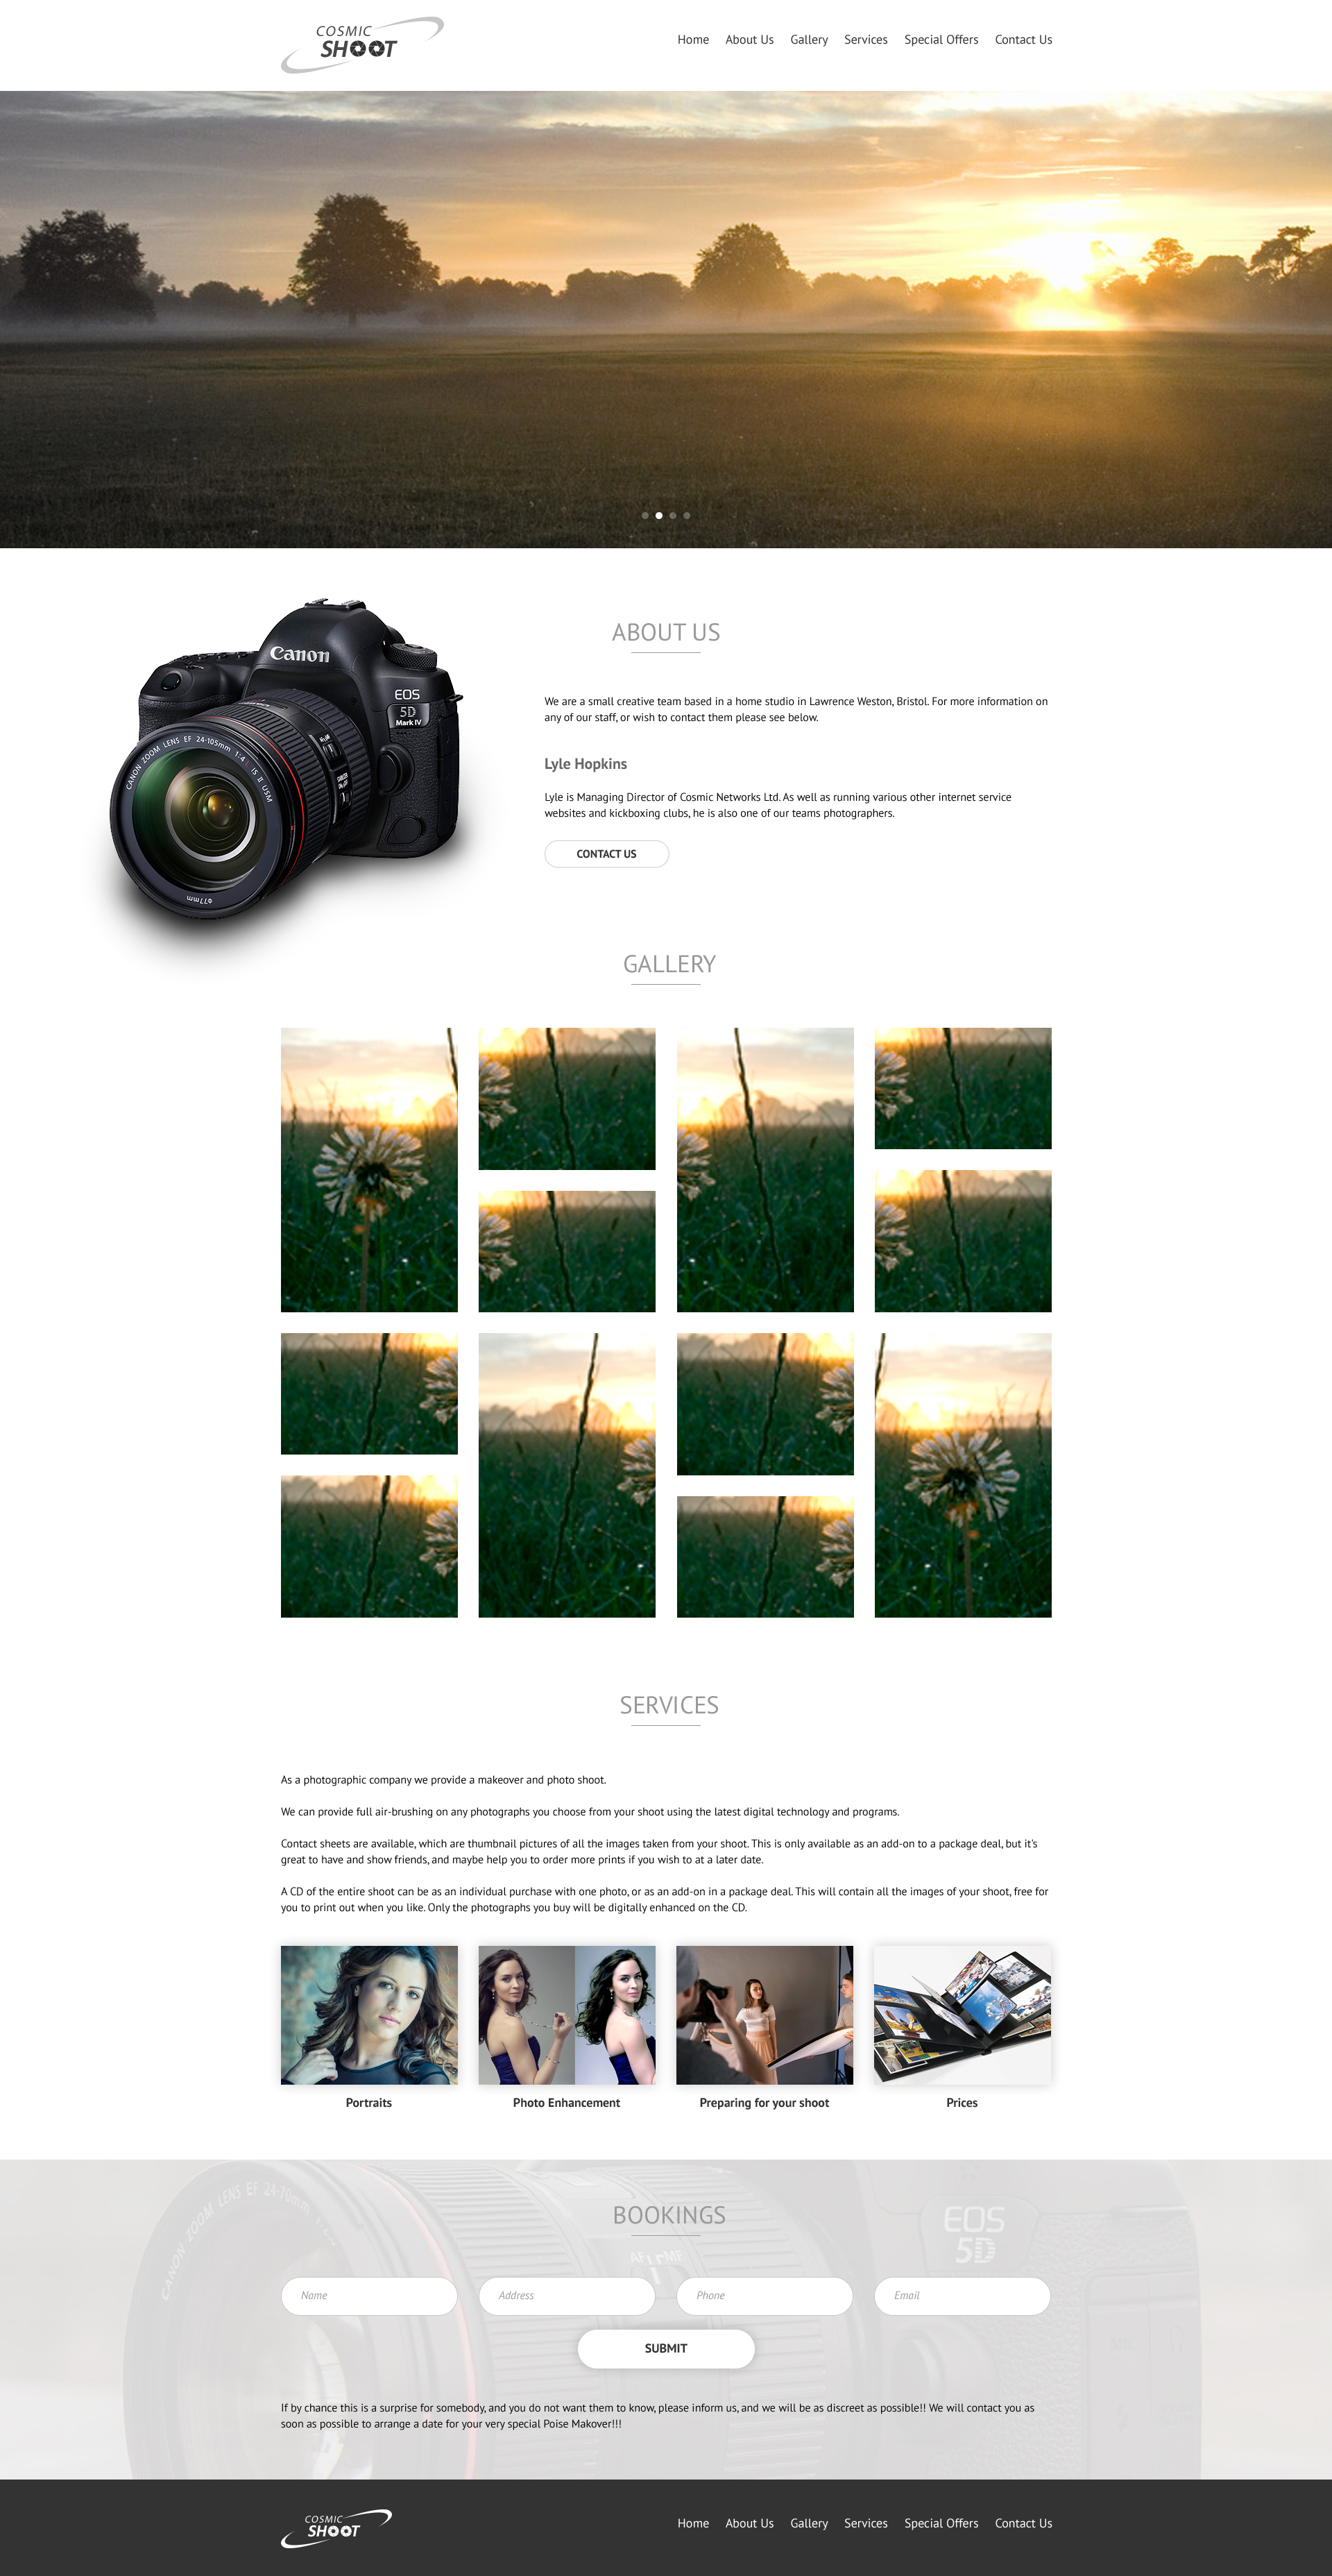 COSMIC
SHOOT
Home About Us Gallery Services Special Offers Contact Us
Canon
EOS
5D
Mark IV
CANON ZOOM LENS EF 24-105mm 1:4 L IS II USM
ø77mm
ABOUT US
We are a small creative team based in a home studio in Lawrence Weston, Bristol. For more information on
any of our staff, or wish to contact them please see below.
Lyle Hopkins
Lyle is Managing Director of Cosmic Networks Ltd. As well as running various other internet service
websites and kickboxing clubs, he is also one of our teams photographers.
CONTACT US
GALLERY
SERVICES
As a photographic company we provide a makeover and photo shoot.
We can provide full air-brushing on any photographs you choose from your shoot using the latest digital technology and programs.
Contact sheets are available, which are thumbnail pictures of all the images taken from your shoot. This is only available as an add-on to a package deal, but it's
great to have and show friends, and maybe help you to order more prints if you wish to at a later date.
A CD of the entire shoot can be as an individual purchase with one photo, or as an add-on in a package deal. This will contain all the images of your shoot, free for
you to print out when you like. Only the photographs you buy will be digitally enhanced on the CD.
Portraits Photo Enhancement Preparing for your shoot Prices
CANON ZOOM LENS EF 24-70mm
BOOKINGS
EOS
5D
AF MF
Name Address Phone Email
SUBMIT
If by chance this is a surprise for somebody, and you do not want them to know, please inform us, and we will be as discreet as possible!! We will contact you as
soon as possible to arrange a date for your very special Poise Makover!!!
COSMIC
SHOOT
Home About Us Gallery Services Special Offers Contact Us